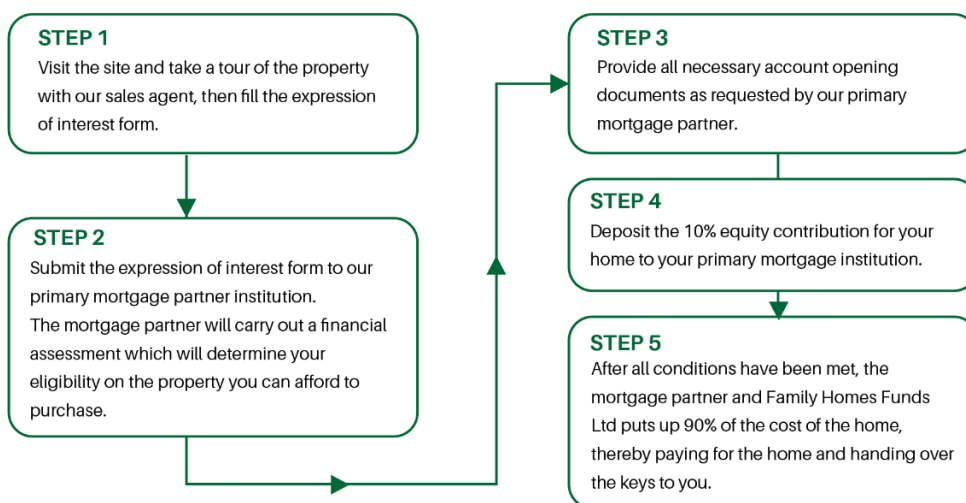 STEP 1
Visit the site and take a tour of the property
with our sales agent, then fill the expression
of interest form.
STEP 2
Submit the expression of interest form to our
primary mortgage partner institution.
The mortgage partner will carry out a financial
assessment which will determine your
eligibility on the property you can afford to
purchase.
STEP 3
Provide all necessary account opening
documents as requested by our primary
mortgage partner.
STEP 4
Deposit the 10% equity contribution for your
home to your primary mortgage institution.
STEP 5
After all conditions have been met, the
mortgage partner and Family Homes Funds
Ltd puts up 90% of the cost of the home,
thereby paying for the home and handing over
the keys to you.